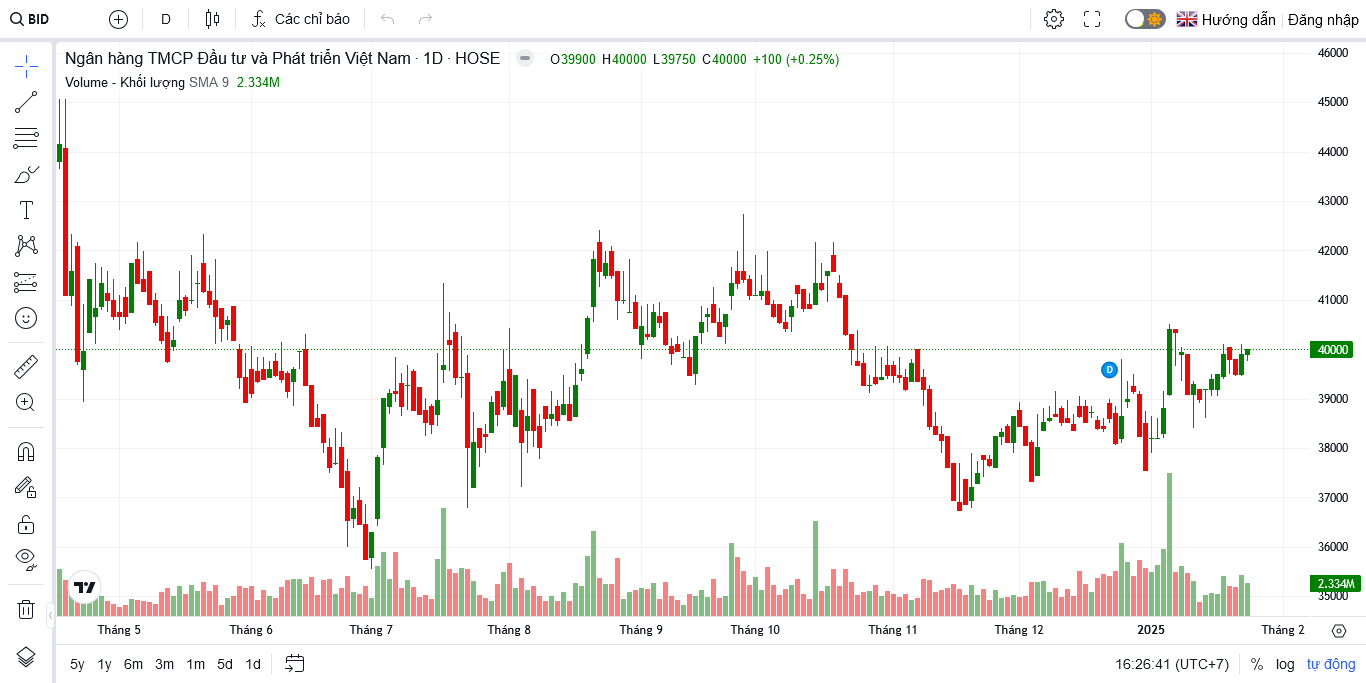 BID D Các chỉ báo Hướng dẫn Đăng nhập
Ngân hàng TMCP Đầu tư và Phát triển Việt Nam · 1D · HOSE O39900 H40000 L39750 C40000 +100 (+0.25%)
Volume - Khối lượng SMA 9 2.334M
46000
45000
44000
43000
42000
41000
40000
39000
38000
37000
36000
2.334M
35000
D
Tháng 5 Tháng 6 Tháng 7 Tháng 8 Tháng 9 Tháng 10 Tháng 11 Tháng 12 2025 Tháng 2
5y 1y 6m 3m 1m 5d 1d 16:26:41 (UTC+7) % log tự động